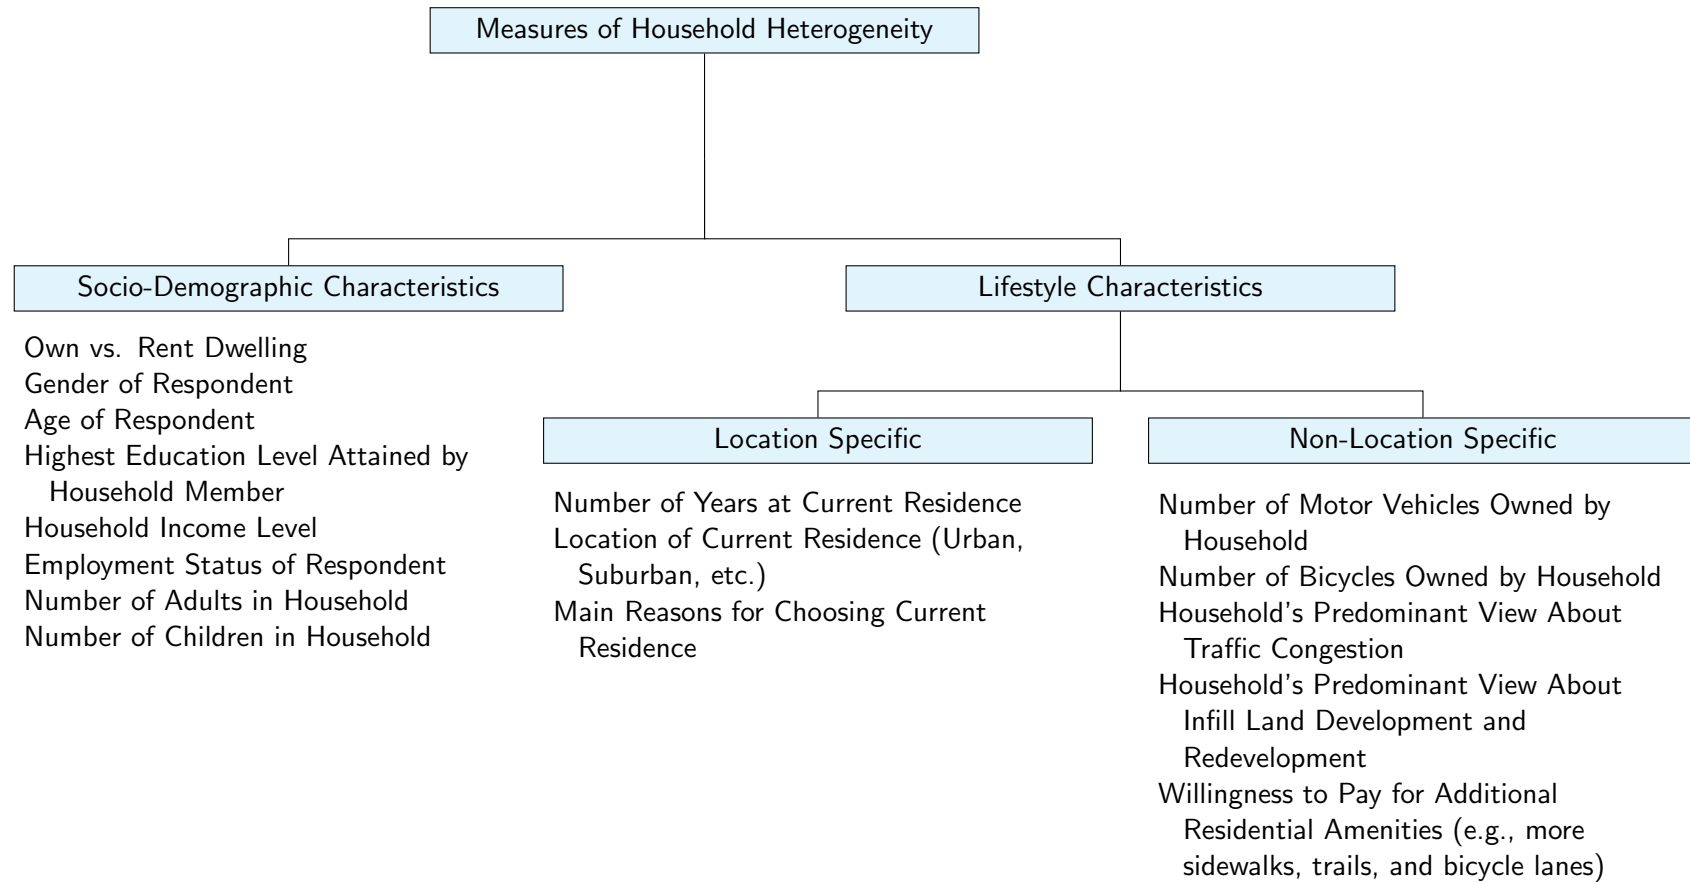 Measures of Household Heterogeneity
Socio-Demographic Characteristics
Own vs. Rent Dwelling
Gender of Respondent
Age of Respondent
Highest Education Level Attained by
Household Member
Household Income Level
Employment Status of Respondent
Number of Adults in Household
Number of Children in Household
Lifestyle Characteristics
Location Specific
Number of Years at Current Residence
Location of Current Residence (Urban,
Suburban, etc.)
Main Reasons for Choosing Current
Residence
Non-Location Specific
Number of Motor Vehicles Owned by
Household
Number of Bicycles Owned by Household
Household's Predominant View About
Traffic Congestion
Household's Predominant View About
Infill Land Development and
Redevelopment
Willingness to Pay for Additional
Residential Amenities (e.g., more
sidewalks, trails, and bicycle lanes)